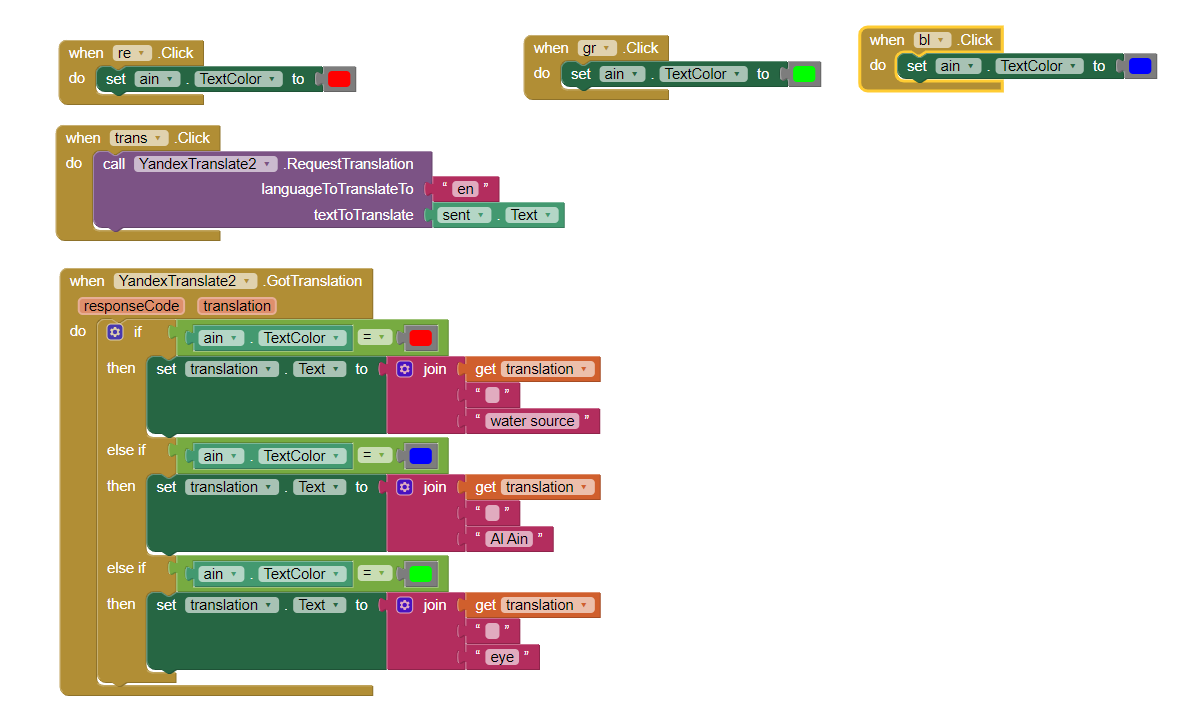 when re .Click
do set ain . TextColor to
when gr .Click
do set ain . TextColor to
when bl .Click
do set ain . TextColor to
when trans .Click
do call YandexTranslate2 .RequestTranslation
languageToTranslateTo " en "
textToTranslate sent . Text
when YandexTranslate2 .GotTranslation
responseCode translation
do if ain . TextColor =
then set translation . Text to join get translation
" "
" water source "
else if ain . TextColor =
then set translation . Text to join get translation
" "
" Al Ain "
else if ain . TextColor =
then set translation . Text to join get translation
" "
" eye "